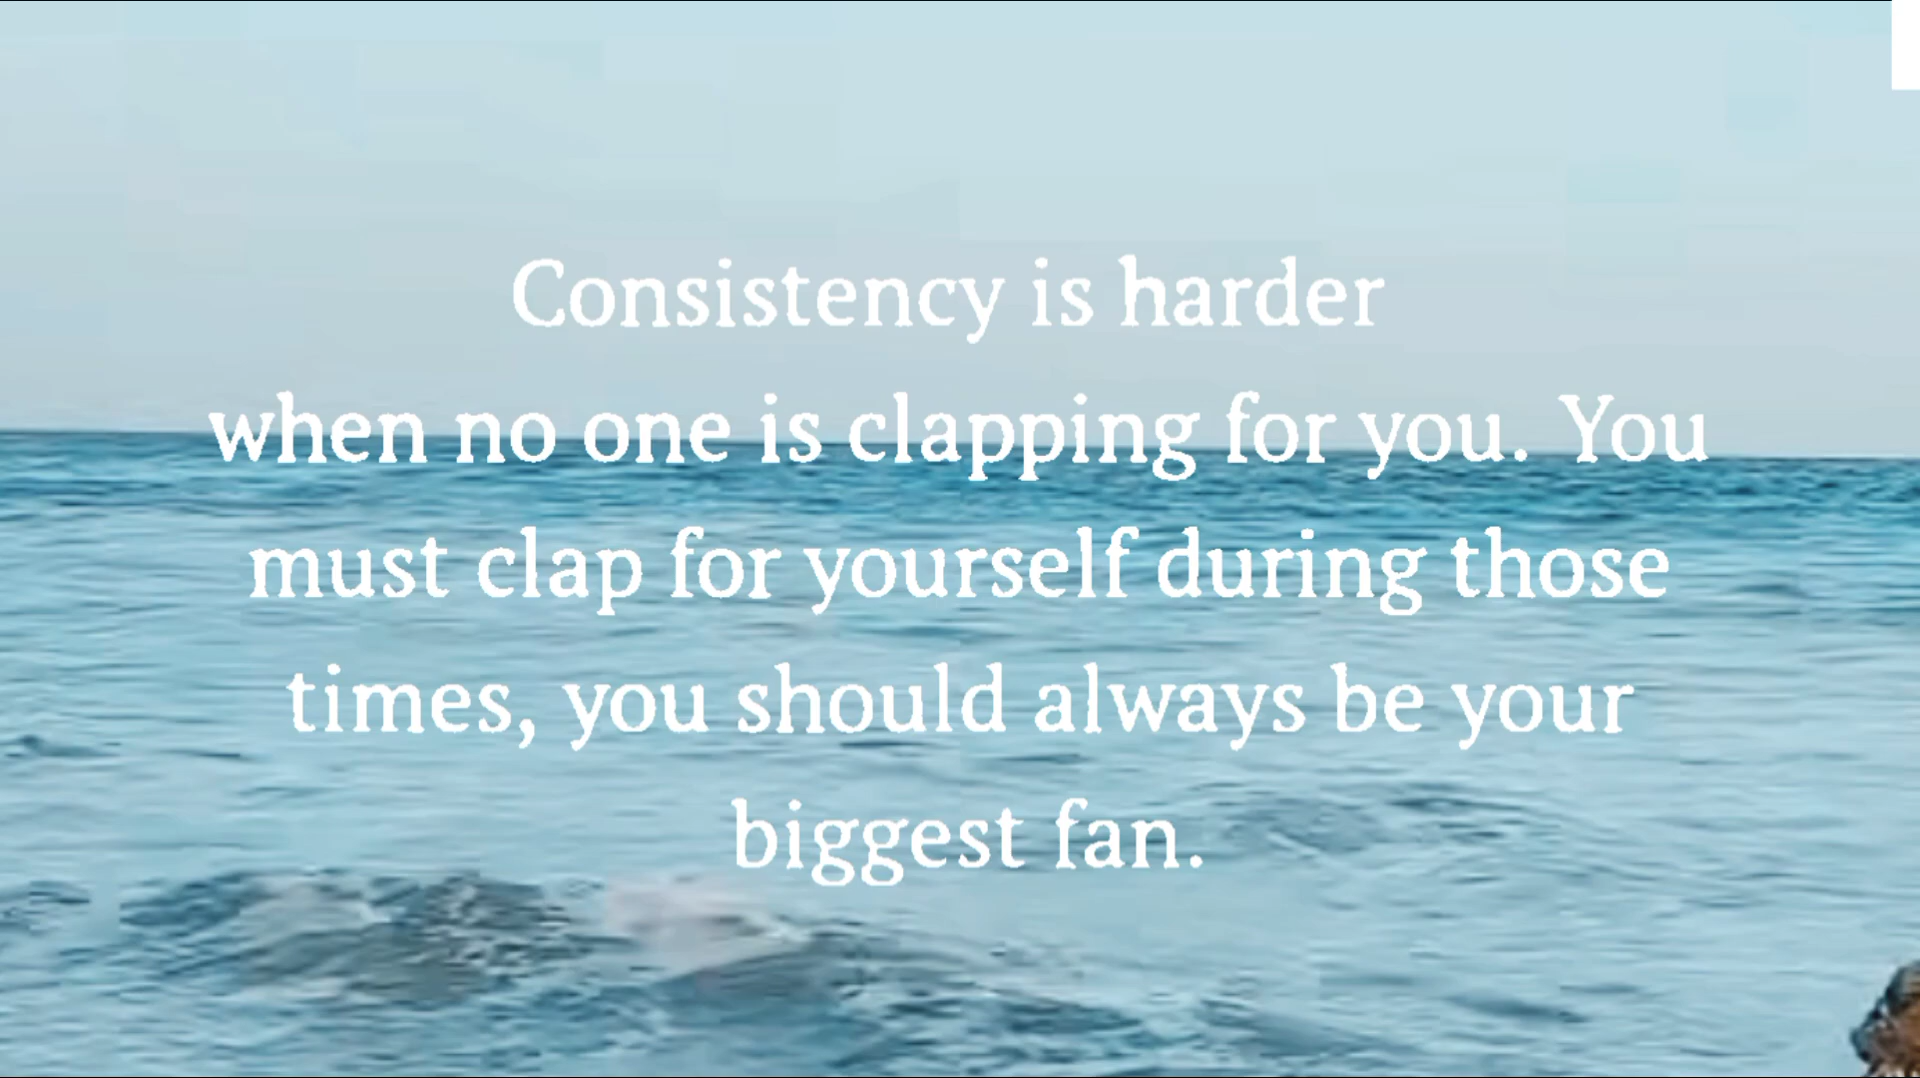 Consistency is harder
when no one is clapping for you. You
must clap for yourself during those
times, you should always be your
biggest fan.